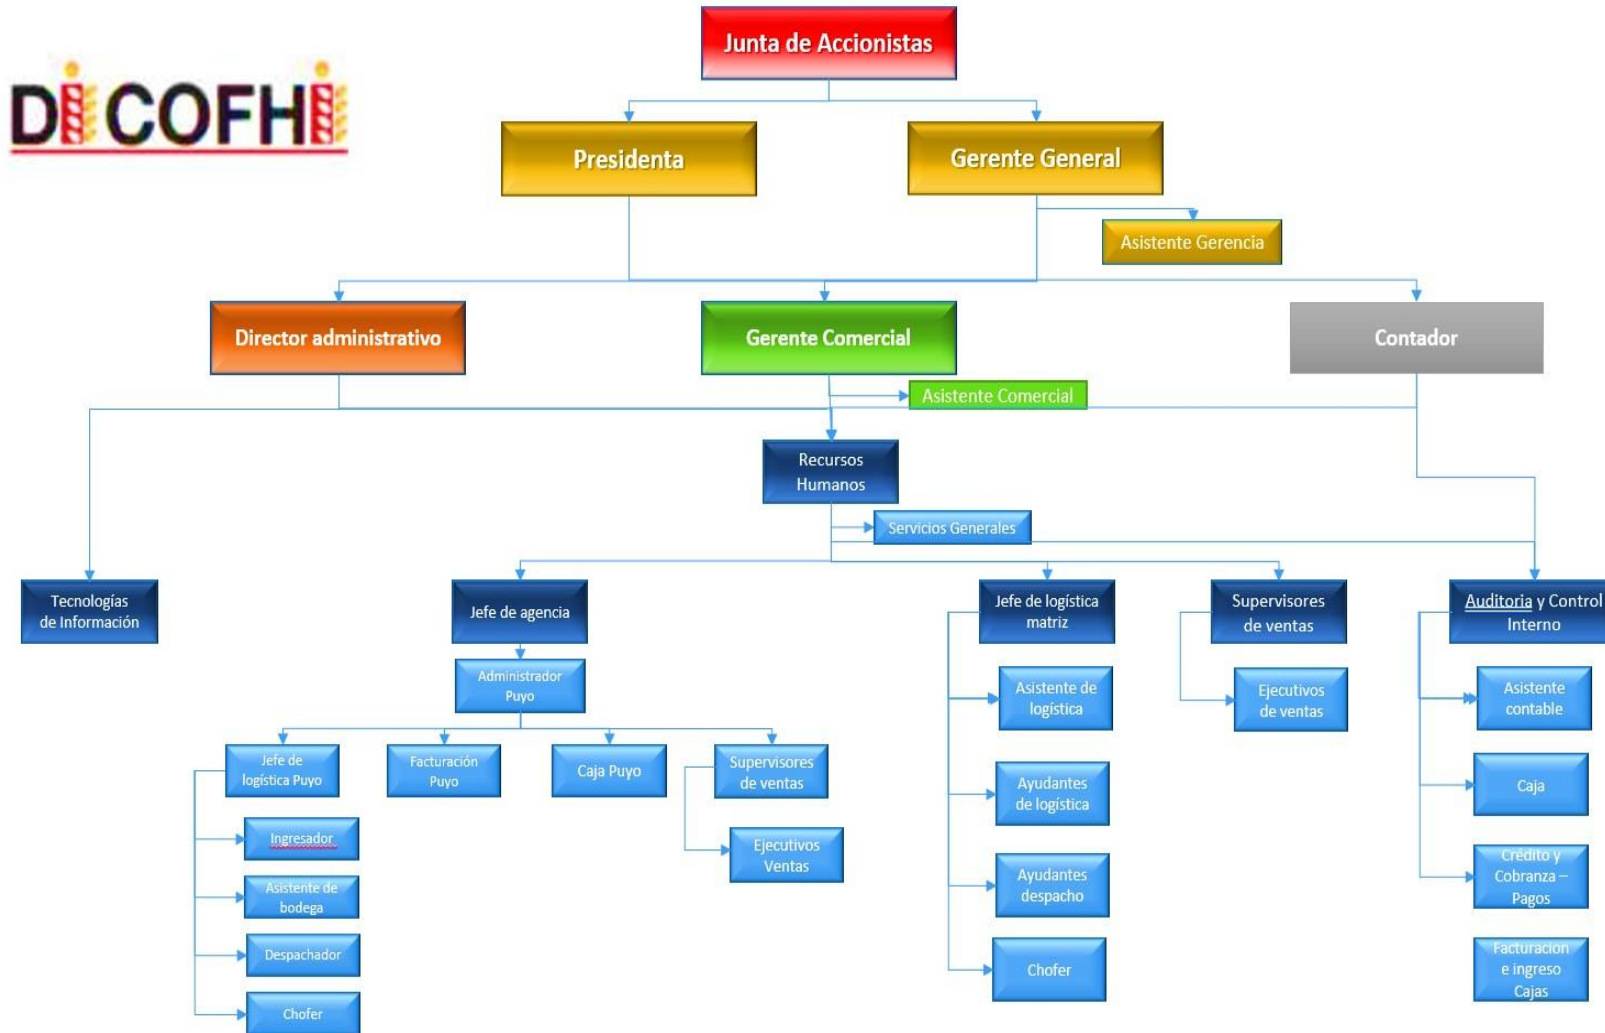 Junta de Accionistas
DICOFHI
Presidenta
Gerente General
Asistente Gerencia
Director administrativo
Gerente Comercial
Contador
Asistente Comercial
Recursos
Humanos
Servicios Generales
Tecnologías
de Información
Jefe de agencia
Jefe de logística
matriz
Supervisores
de ventas
Auditoria y Control
Interno
Administrador
Puyo
Asistente de
logística
Ejecutivos
de ventas
Asistente
contable
Jefe de
logística Puyo
Facturación
Puyo
Caja Puyo
Supervisores
de ventas
Ayudantes
de logística
Caja
Ingresador
Ejecutivos
Ventas
Ayudantes
despacho
Crédito y
Cobranza –
Pagos
Asistente de
bodega
Despachador
Chofer
Facturacion
e ingreso
Cajas
Chofer